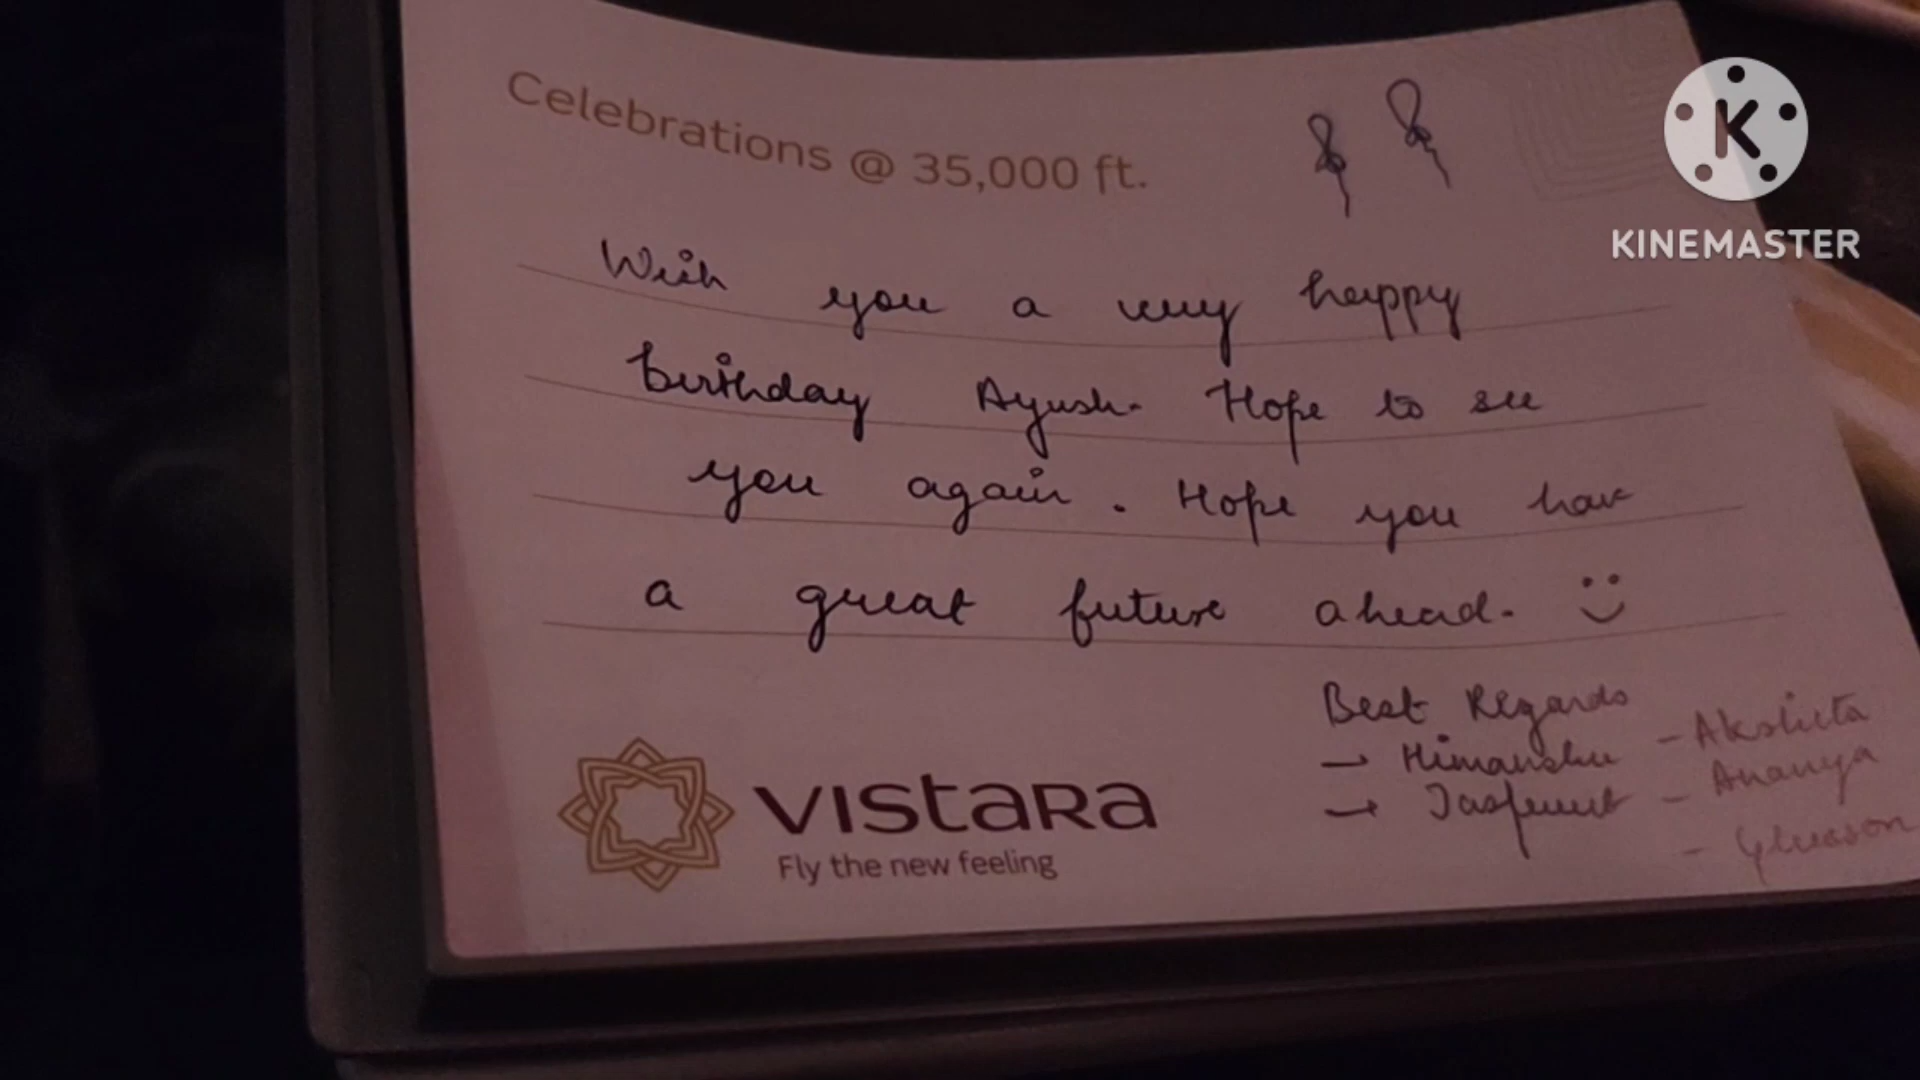 Celebrations @ 35,000 ft.
KINEMASTER
Wish you a very happy
birthday Ayush. Hope to see
you again. Hope you have
a great future ahead.
Best Regards
→ Himanshu - Akshita
→ - Ananya
- Gleason
VISTARA
Fly the new feeling